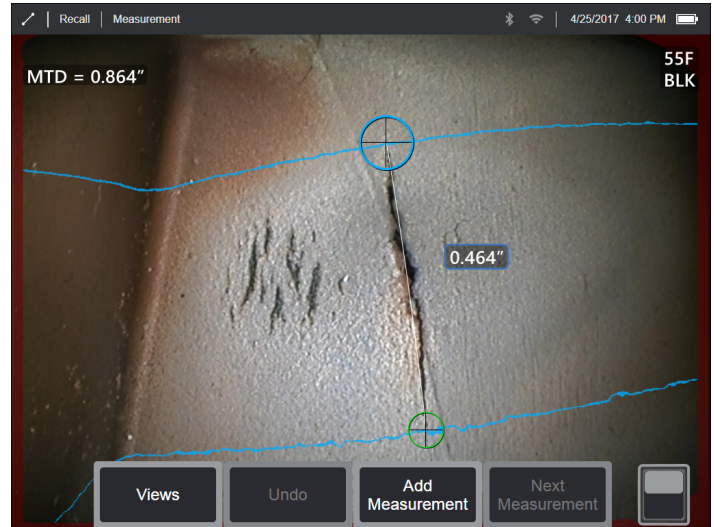 Recall Measurement 4/25/2017 4:00 PM
MTD = 0.864”
55F
BLK
0.464”
Views
Undo
Add
Measurement
Next
Measurement